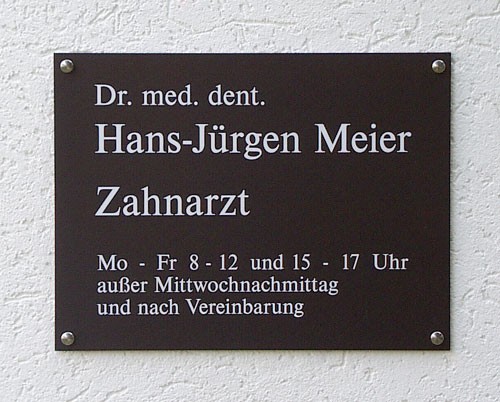 Dr. med. dent.
Hans-Jürgen Meier
Zahnarzt
Mo - Fr 8 - 12 und 15 - 17 Uhr
außer Mittwochnachmittag
und nach Vereinbarung